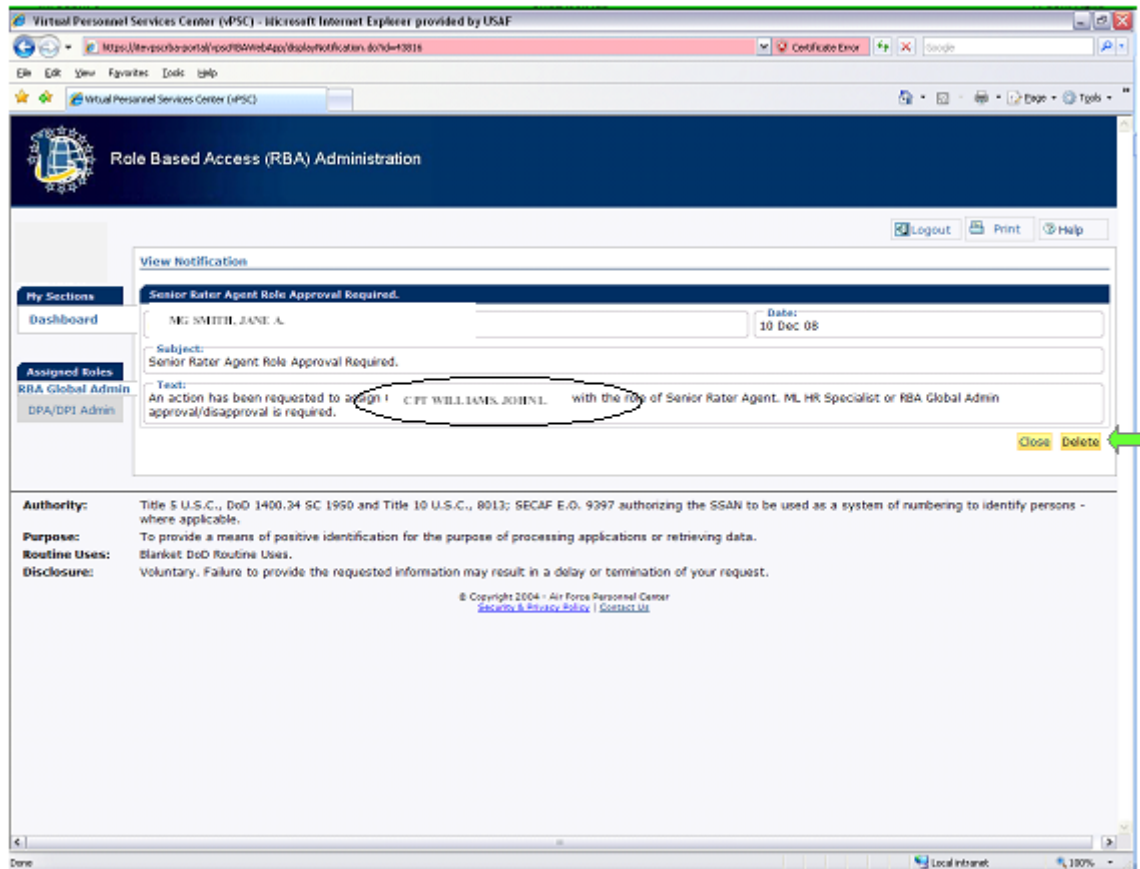 Virtual Personnel Services Center (vPSC) - Microsoft Internet Explorer provided by USAF
Certificate Error
Google
File Edit View Favorites Tools Help
Virtual Personnel Services Center (vPSC)
Page Tools
Role Based Access (RBA) Administration
Logout Print Help
View Notification
My Sections
Dashboard
Assigned Roles
RBA Global Admin
DPA/DPI Admin
Senior Rater Agent Role Approval Required.
MG SMITH, JANE A.
Date:
10 Dec 08
Subject:
Senior Rater Agent Role Approval Required.
Text:
An action has been requested to assign CPT WILLIAMS, JOHN L. with the role of Senior Rater Agent. ML HR Specialist or RBA Global Admin
approval/disapproval is required.
Close Delete
Authority: Title 5 U.S.C., DoD 1400.34 SC 1950 and Title 10 U.S.C., 8013; SECAF E.O. 9397 authorizing the SSAN to be used as a system of numbering to identify persons -
where applicable.
Purpose: To provide a means of positive identification for the purpose of processing applications or retrieving data.
Routine Uses: Blanket DoD Routine Uses.
Disclosure: Voluntary. Failure to provide the requested information may result in a delay or termination of your request.
© Copyright 2004 - Air Force Personnel Center
Security & Privacy Policy | Contact Us
Done
Local intranet
100%